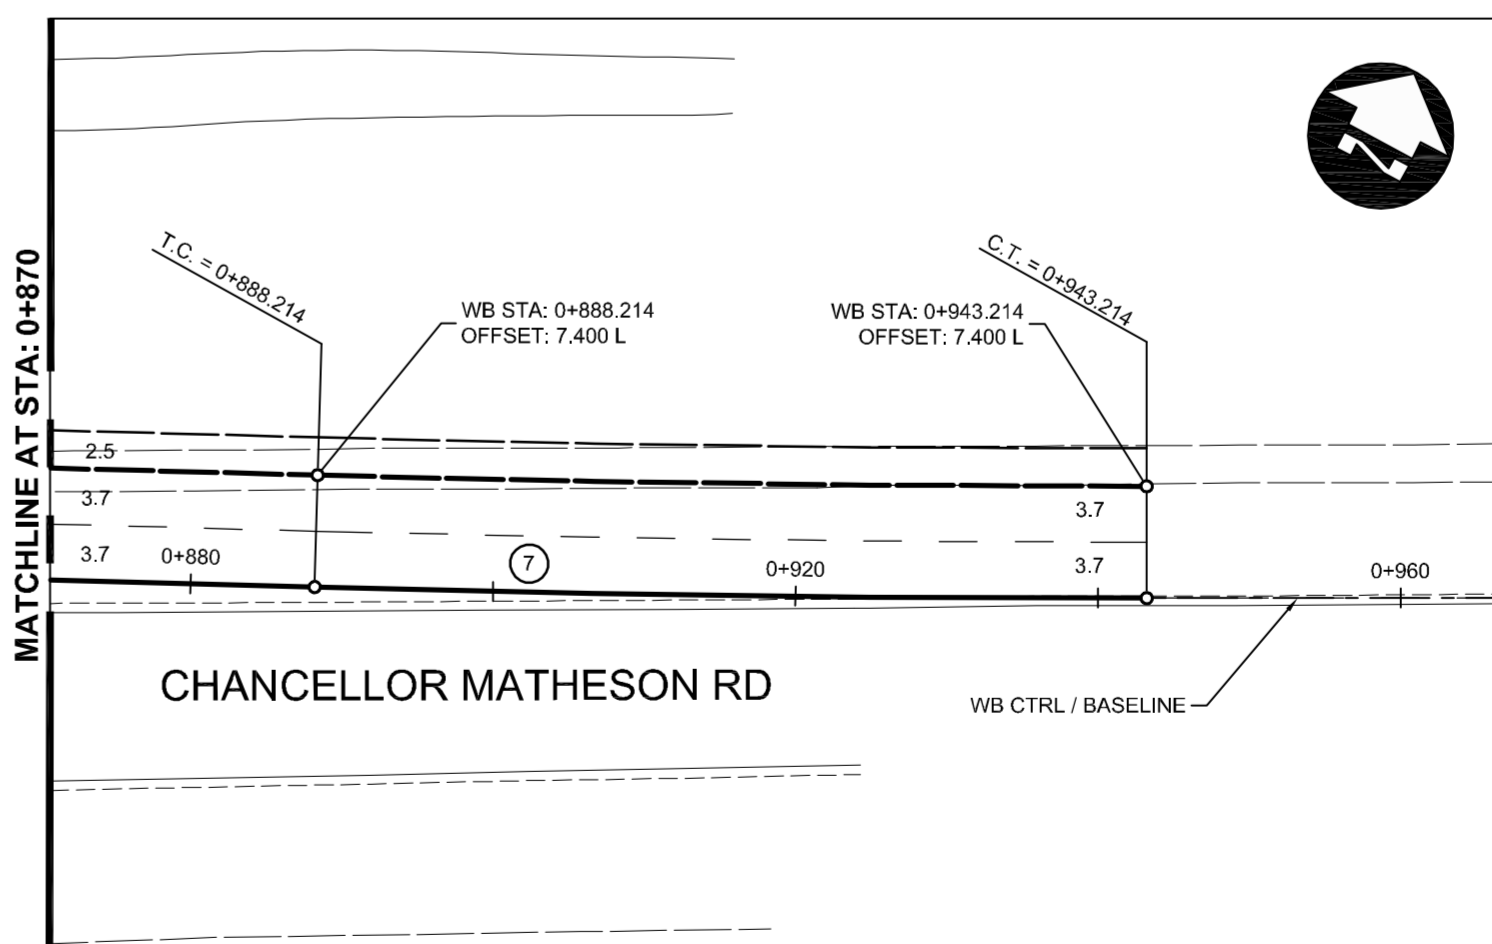 MATCHLINE AT STA: 0+870
T.C. = 0+888.214
WB STA: 0+888.214
OFFSET: 7.400 L
WB STA: 0+943.214
OFFSET: 7.400 L
C.T. = 0+943.214
2.5
3.7
3.7
3.7
0+880
7
0+920
3.7
0+960
CHANCELLOR MATHESON RD
WB CTRL / BASELINE